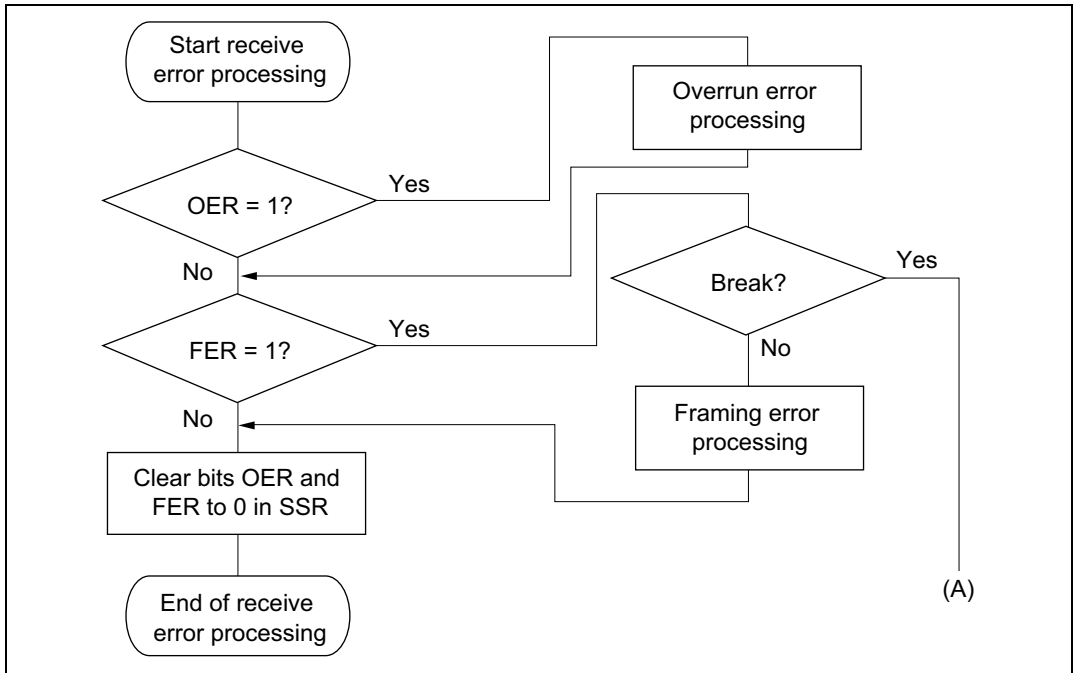 Start receive
error processing
OER = 1?
Yes
No
Overrun error
processing
FER = 1?
Yes
No
Break?
Yes
No
Framing error
processing
Clear bits OER and
FER to 0 in SSR
End of receive
error processing
(A)